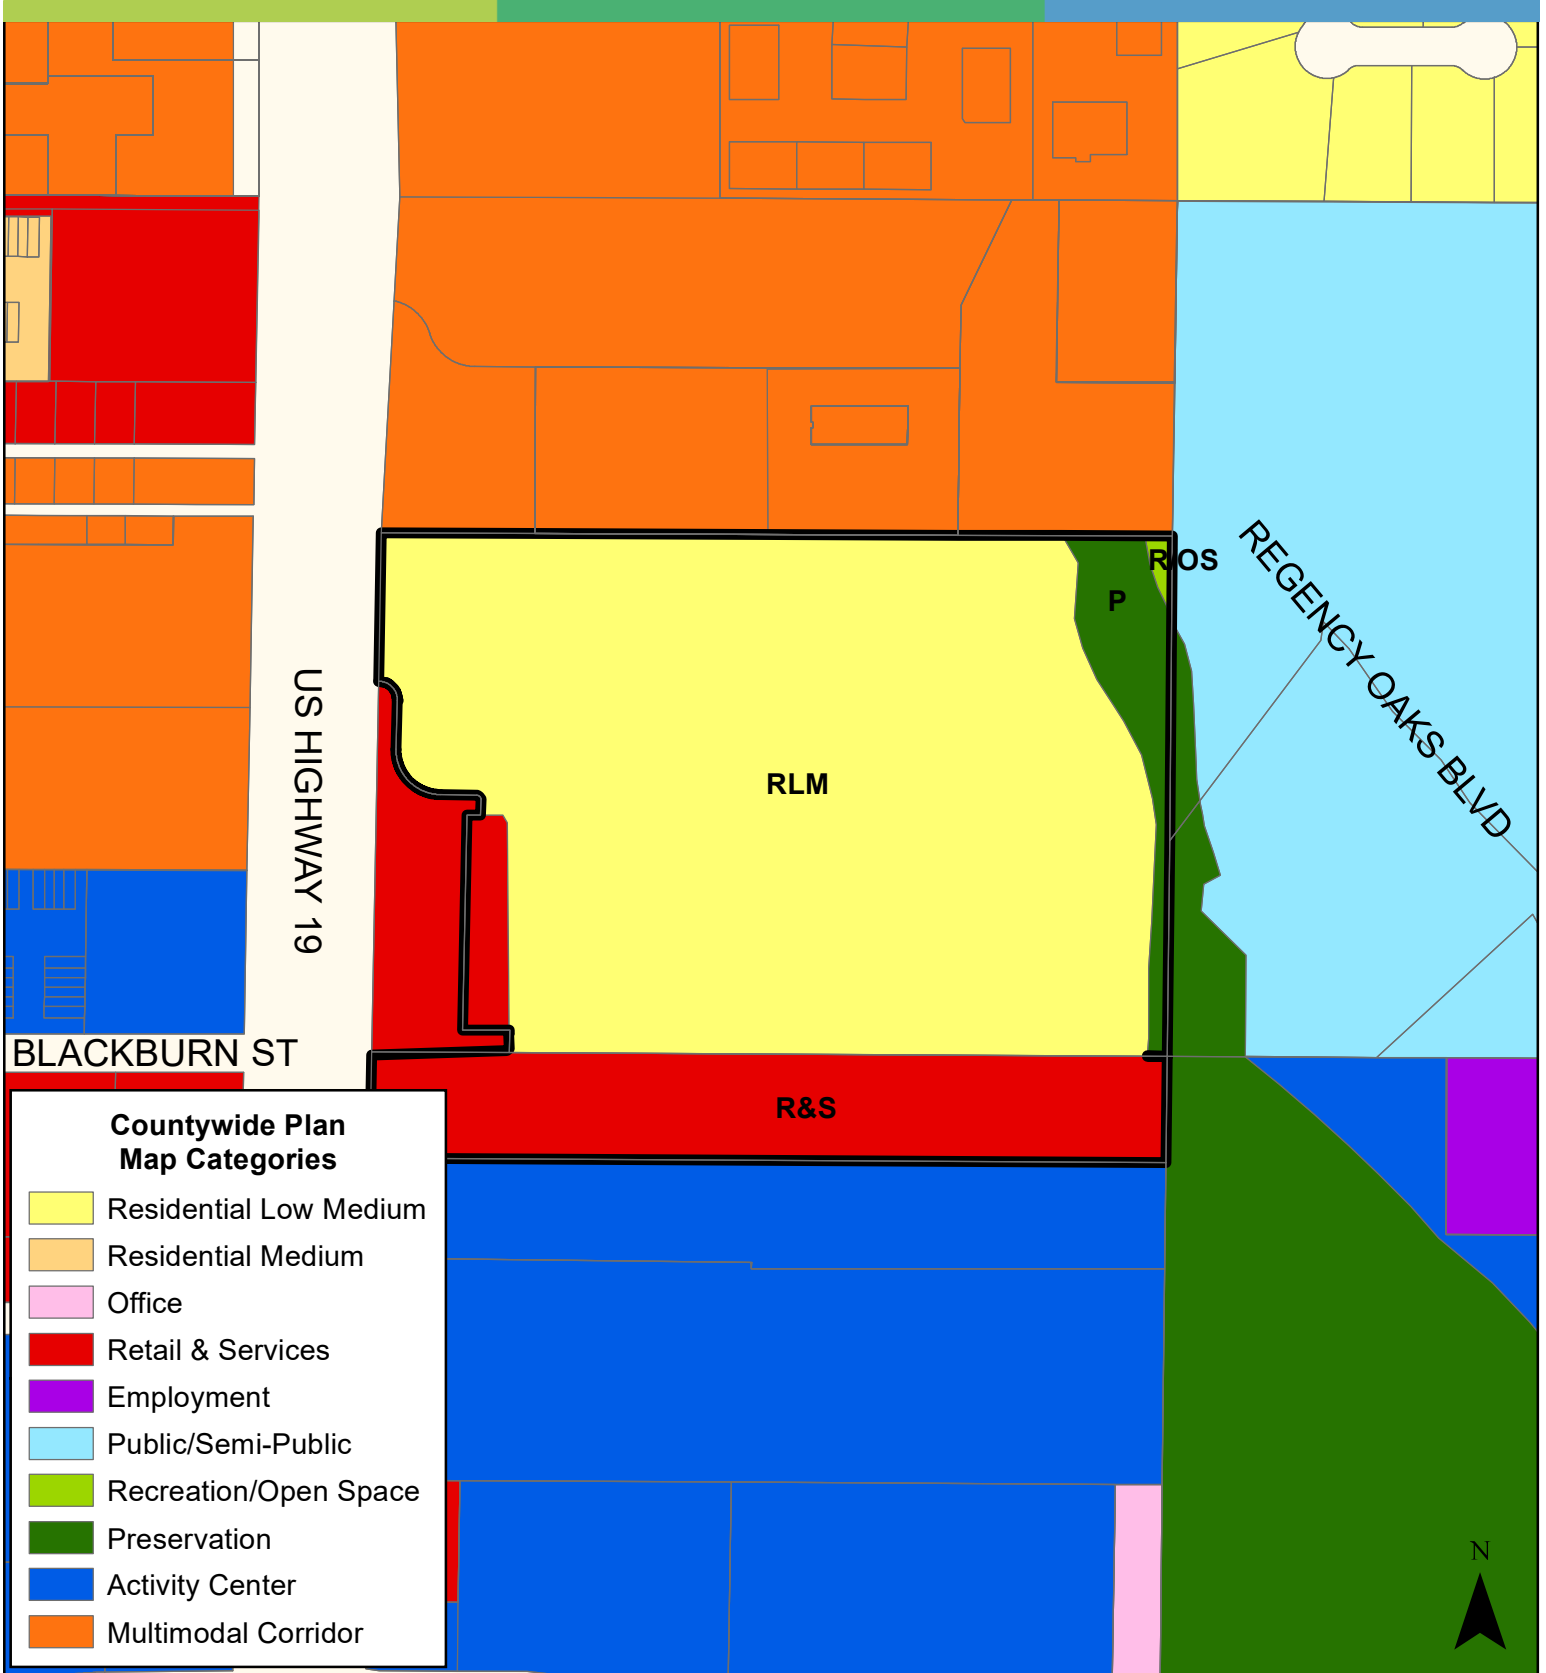 R/OS
P
REGENCY OAKS BLVD
US HIGHWAY 19
RLM
BLACKBURN ST
R&S
Countywide Plan
Map Categories
Residential Low Medium
Residential Medium
Office
Retail & Services
Employment
Public/Semi-Public
Recreation/Open Space
Preservation
Activity Center
Multimodal Corridor
N